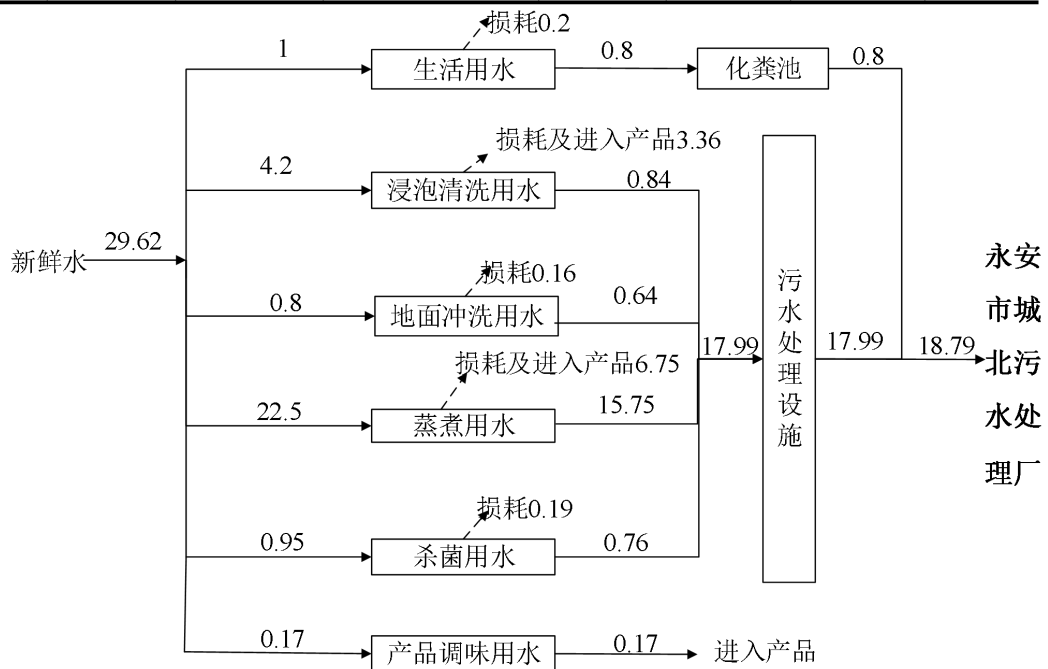 损耗0.2
1
生活用水
0.8
化粪池
0.8
损耗及进入产品3.36
4.2
浸泡清洗用水
0.84
新鲜水
29.62
损耗0.16
0.8
地面冲洗用水
0.64
17.99
污水处理设施
17.99
18.79
永安
市城
北污
水处
理厂
损耗及进入产品6.75
22.5
蒸煮用水
15.75
损耗0.19
0.95
杀菌用水
0.76
0.17
产品调味用水
0.17
进入产品